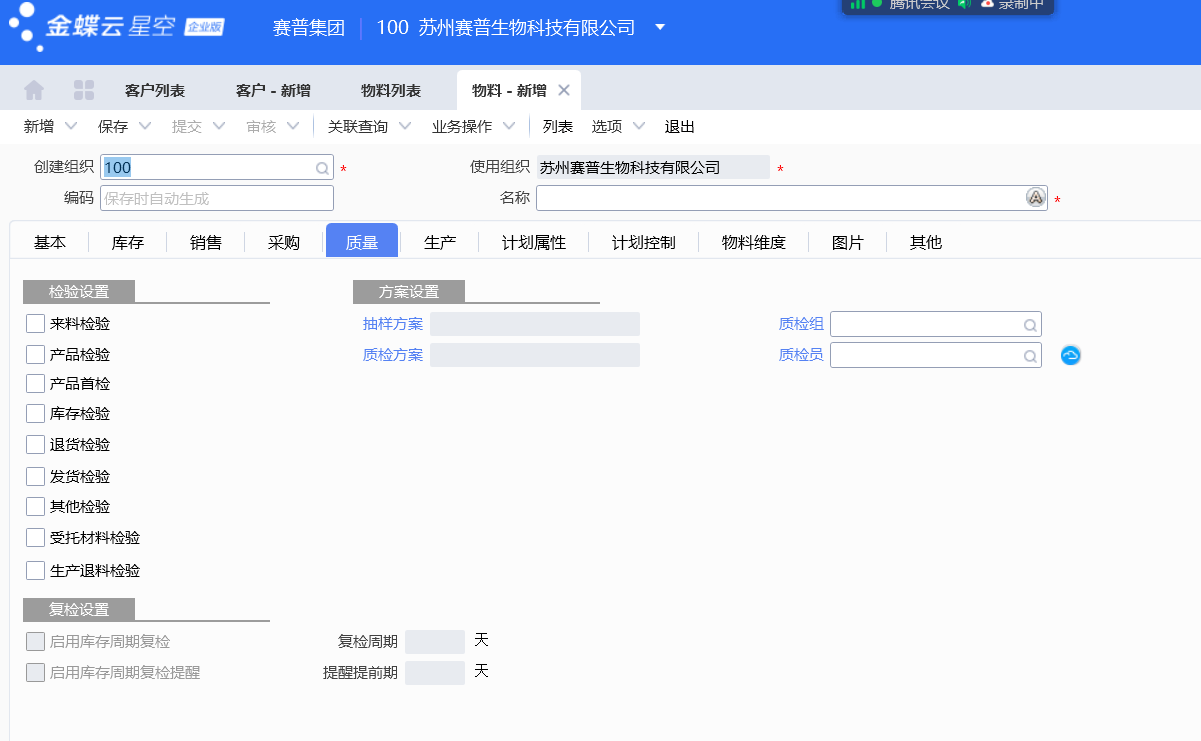 腾讯会议 录制中
金蝶云 星空 企业版 赛普集团 100 苏州赛普生物科技有限公司
客户列表 客户 - 新增 物料列表 物料 - 新增
新增 保存 提交 审核 关联查询 业务操作 列表 选项 退出
创建组织 100 * 使用组织 苏州赛普生物科技有限公司 *
编码 保存时自动生成 名称 A *
基本 库存 销售 采购 质量 生产 计划属性 计划控制 物料维度 图片 其他
检验设置 方案设置
来料检验 抽样方案 质检组
产品检验 质检方案 质检员
产品首检
库存检验
退货检验
发货检验
其他检验
受托材料检验
生产退料检验
复检设置
启用库存周期复检 复检周期 天
启用库存周期复检提醒 提醒提前期 天